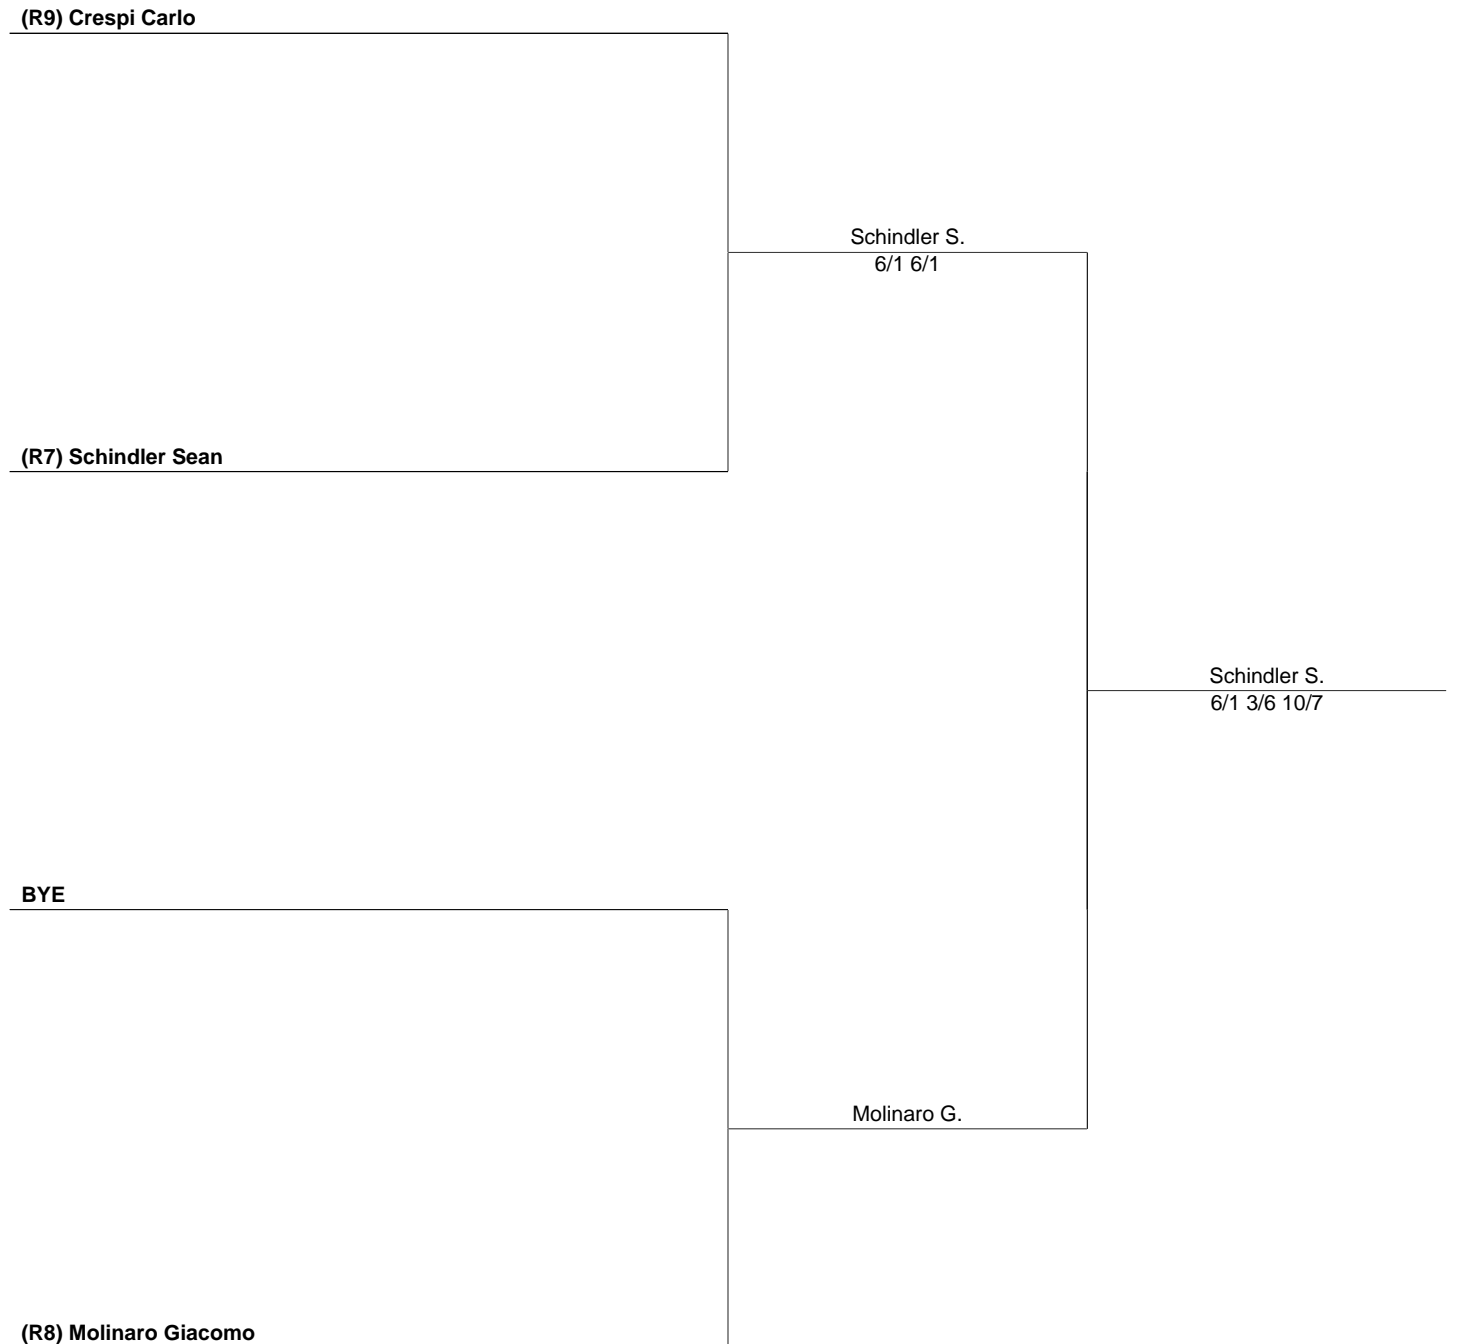 (R9) Crespi Carlo
Schindler S.
6/1 6/1
(R7) Schindler Sean
Schindler S.
6/1 3/6 10/7
BYE
Molinaro G.
(R8) Molinaro Giacomo